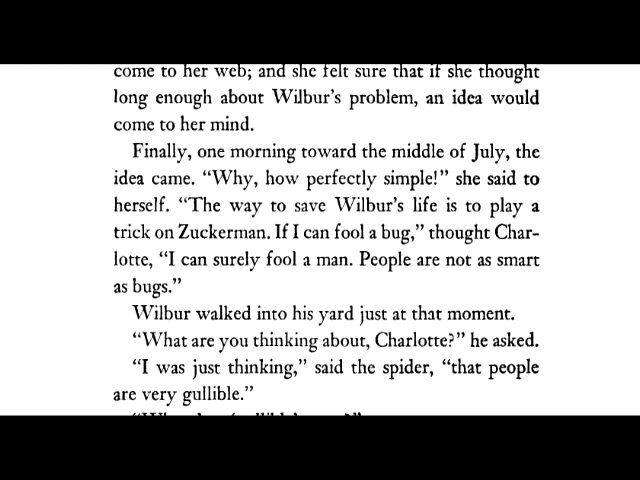 come to her web; and she felt sure that if she thought
long enough about Wilbur's problem, an idea would
come to her mind.
Finally, one morning toward the middle of July, the
idea came. “Why, how perfectly simple!” she said to
herself. “The way to save Wilbur's life is to play a
trick on Zuckerman. If I can fool a bug,” thought Char-
lotte, “I can surely fool a man. People are not as smart
as bugs.”
Wilbur walked into his yard just at that moment.
“What are you thinking about, Charlotte?” he asked.
“I was just thinking,” said the spider, “that people
are very gullible.”